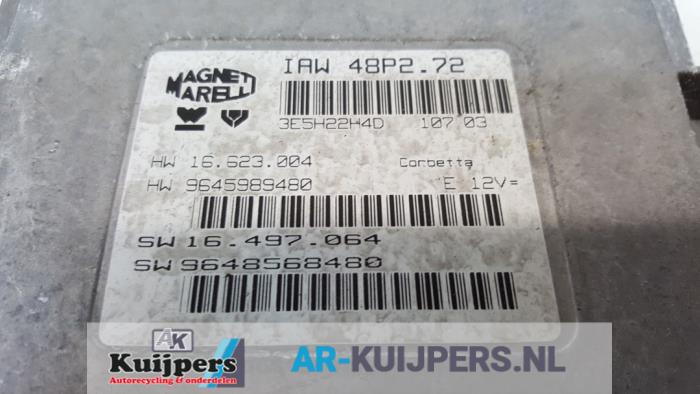 MAGNETI
MARELLI
IAW 48P2.72
3E5H22H4D 107 03
HW 16.623.004 Corbetta
HW 9645989480 E 12V=
SW 16.497.064
SW 9648568480
AK
Kuijpers
Autorecycling & onderdelen
AR-KUIJPERS.NL